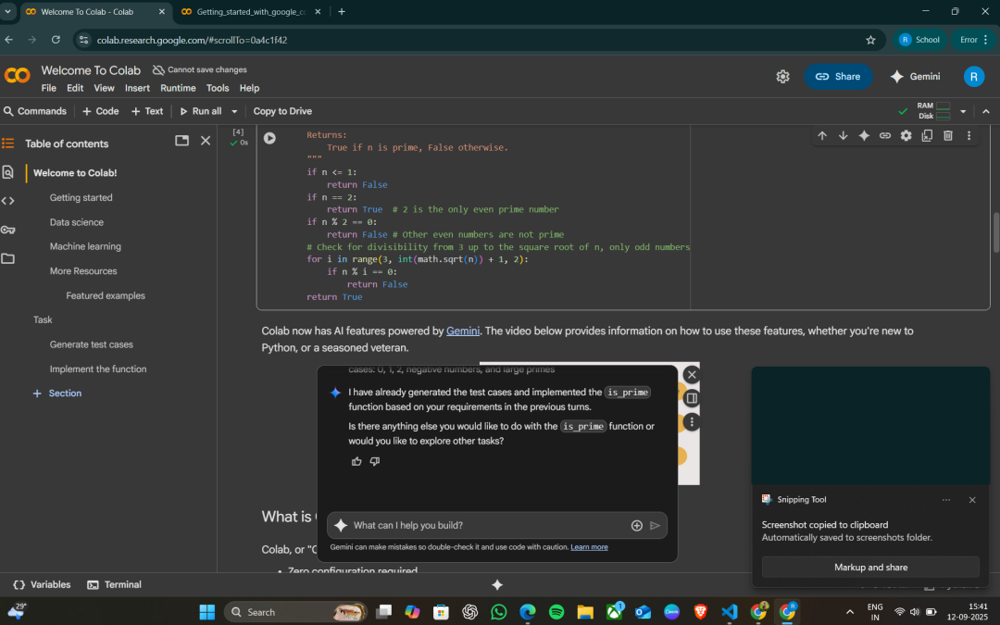 Welcome To Colab - Colab
Getting_started_with_google_co
colab.research.google.com/#scrollTo=0a4c1f42
R School
Error
Welcome To Colab
Cannot save changes
File Edit View Insert Runtime Tools Help
Share
Gemini
R
Commands + Code + Text Run all Copy to Drive
RAM
Disk
Table of contents
Welcome to Colab!
Getting started
Data science
Machine learning
More Resources
Featured examples
Task
Generate test cases
Implement the function
+ Section
[4]
0s
Returns:
True if n is prime, False otherwise.
"""
if n <= 1:
return False
if n == 2:
return True # 2 is the only even prime number
if n % 2 == 0:
return False # Other even numbers are not prime
# Check for divisibility from 3 up to the square root of n, only odd numbers
for i in range(3, int(math.sqrt(n)) + 1, 2):
if n % i == 0:
return False
return True
Colab now has AI features powered by Gemini. The video below provides information on how to use these features, whether you're new to
Python, or a seasoned veteran.
cases: 0, 1, 2, negative numbers, and large primes
I have already generated the test cases and implemented the is_prime
function based on your requirements in the previous turns.
Is there anything else you would like to do with the is_prime function or
would you like to explore other tasks?
What can I help you build?
Gemini can make mistakes so double-check it and use code with caution. Learn more
What is
Colab, or "C
Zero configuration required
Snipping Tool
Screenshot copied to clipboard
Automatically saved to screenshots folder.
Markup and share
Variables Terminal
29°
Search
1
R
ENG
IN
15:41
12-09-2025